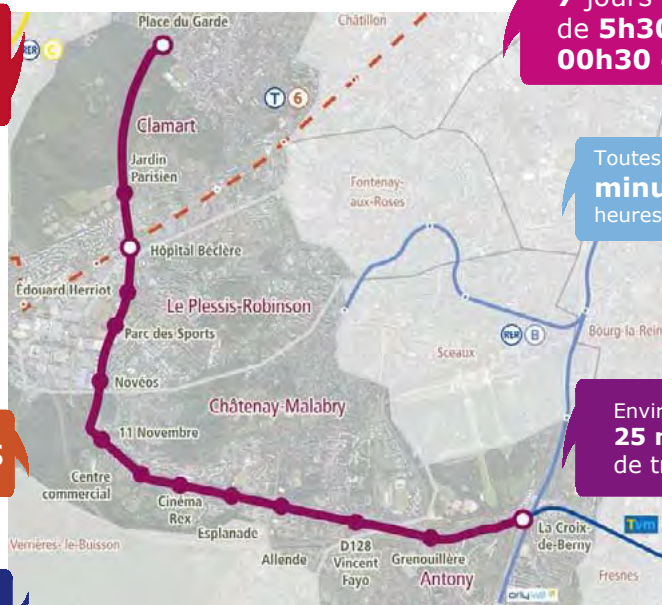 Place du Garde
Châtillon
7 jours
de 5h30
00h30
RER C
T 6
Clamart
Jardin
Parisien
Toutes
minu
heures
Fontenay-
aux-Roses
Hôpital Béclère
Édouard Herriot
Le Plessis-Robinson
Parc des Sports
RER B
Bourg-la-Rein
Sceaux
Novéos
Châtenay-Malabry
Envir
25 m
de tr
11 Novembre
S
Centre
commercial
Cinéma
Rex
Esplanade
Allende
D128
Vincent
Fayo
Grenouillère
La Croix-
de-Berny
Tvm
Verrières-le-Buisson
Antony
Fresnes
orlyval